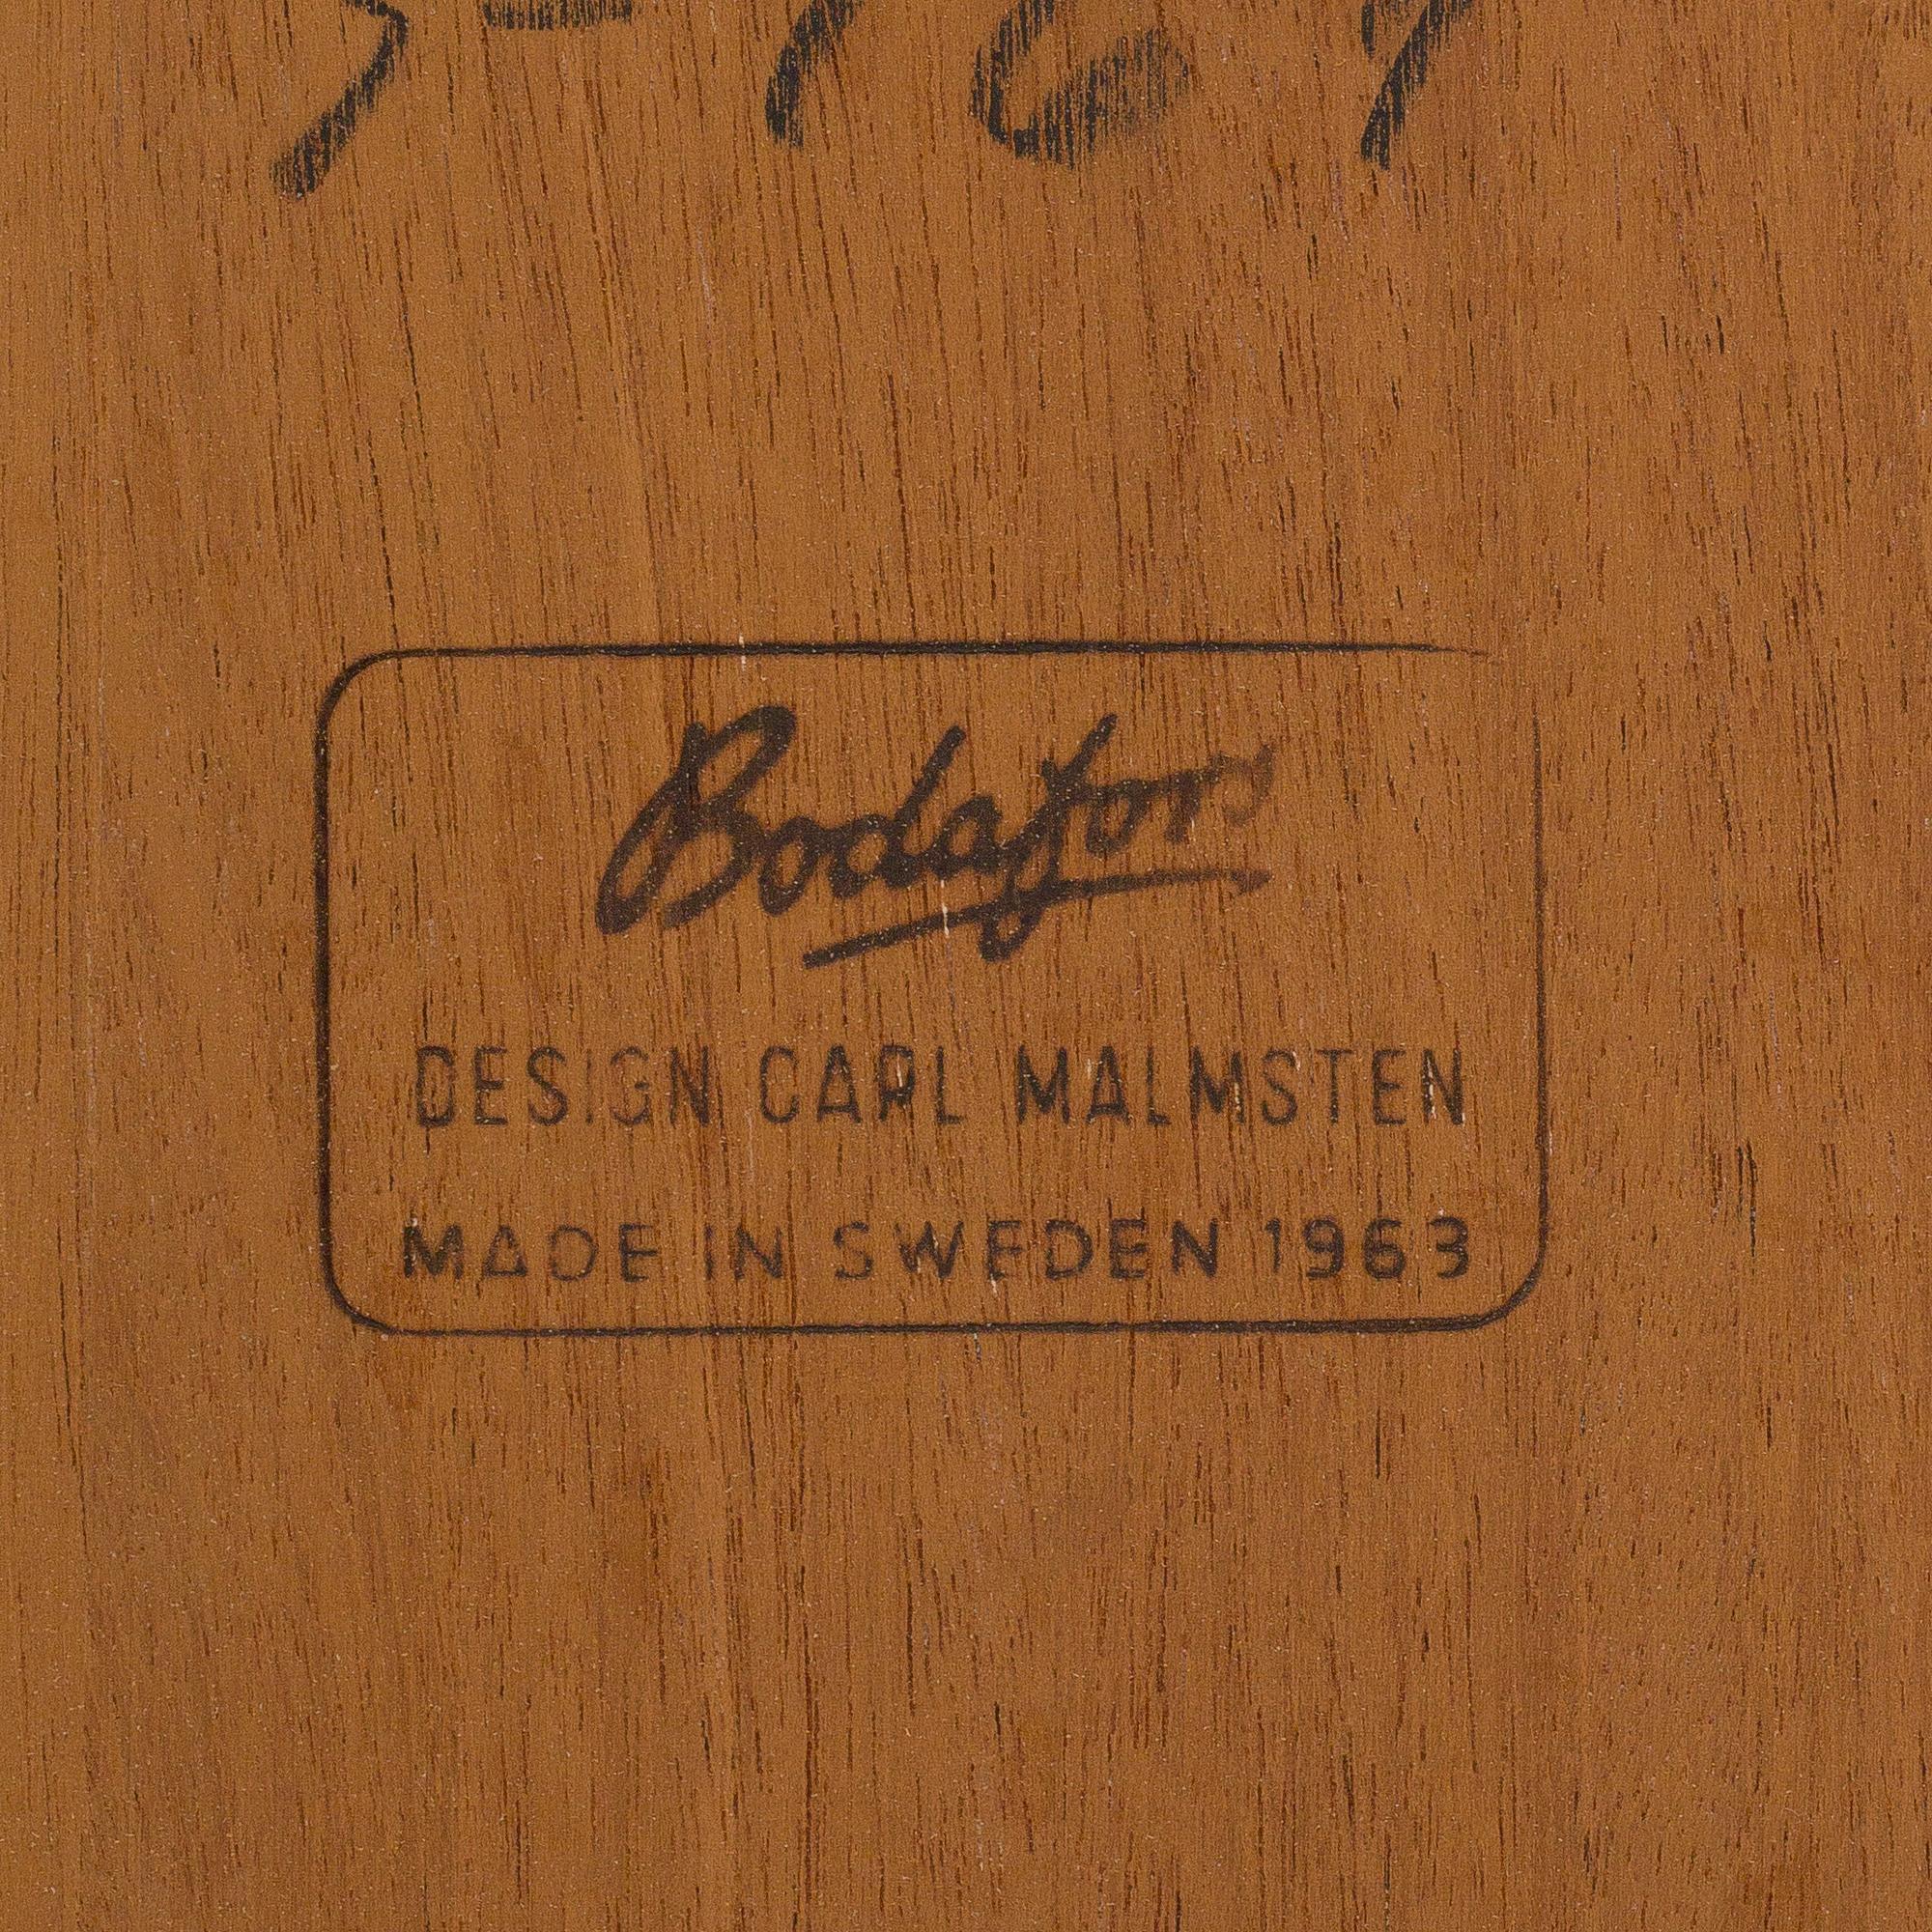 Bodafors
DESIGN CARL MALMSTEN
MADE IN SWEDEN 1963